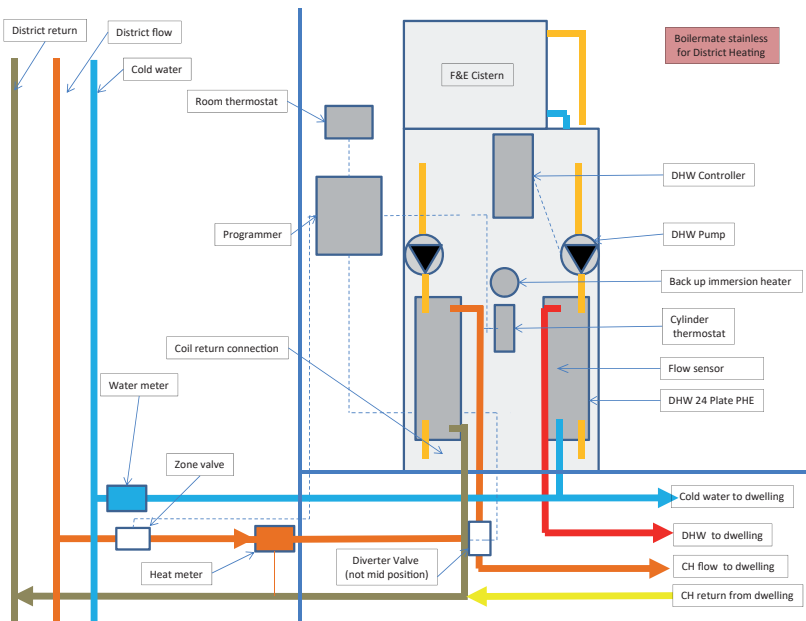 District return
District flow
Cold water
Room thermostat
Programmer
Coil return connection
Water meter
Zone valve
Heat meter
Diverter Valve
(not mid position)
F&E Cistern
Boilermate stainless
for District Heating
DHW Controller
DHW Pump
Back up immersion heater
Cylinder
thermostat
Flow sensor
DHW 24 Plate PHE
Cold water to dwelling
DHW to dwelling
CH flow to dwelling
CH return from dwelling